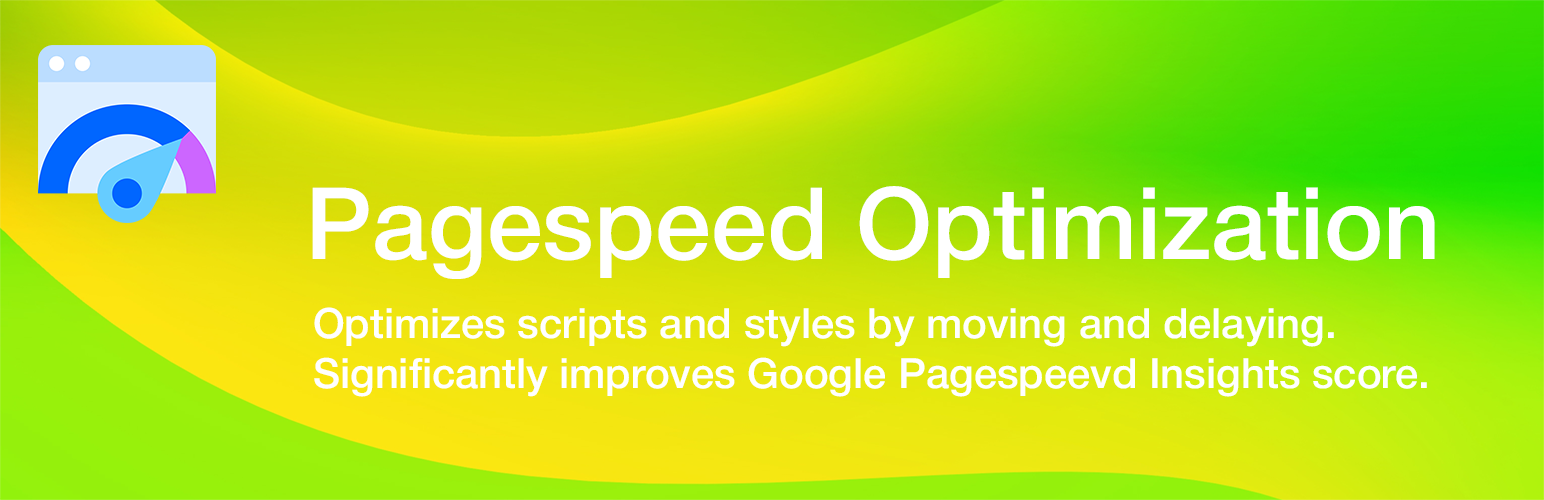 Pagespeed Optimization
Optimizes scripts and styles by moving and delaying.
Significantly improves Google Pagespeevd Insights score.